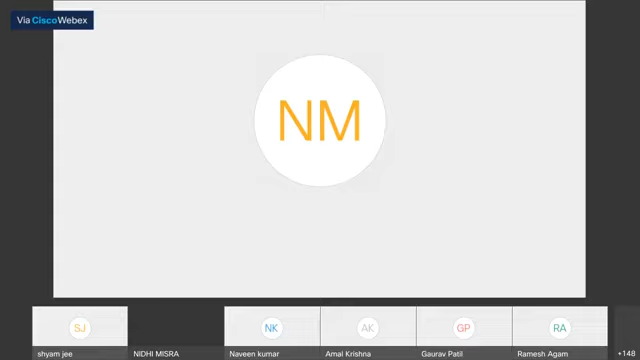 Via CiscoWebex
NM
SJ
NK
AK
GP
RA
shyam jee
NIDHI MISRA
Naveen kumar
Amal Krishna
Gaurav Patil
Ramesh Agam
+148